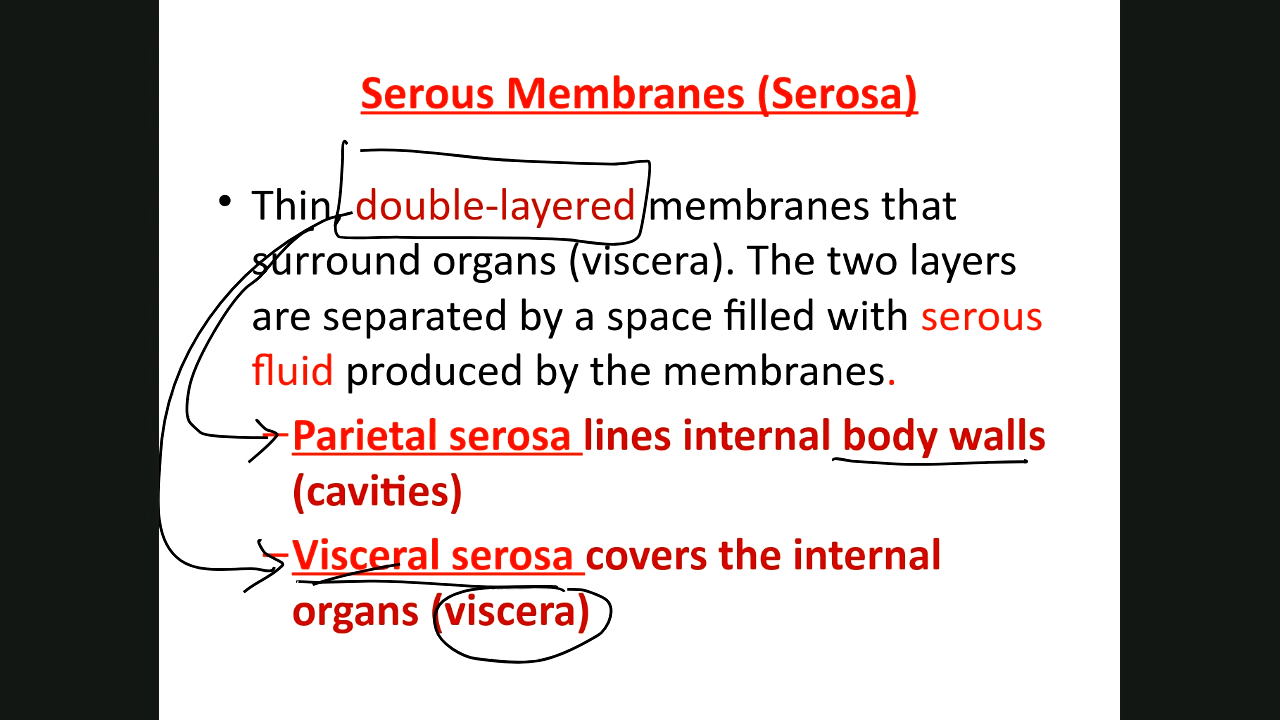 Serous Membranes (Serosa)
• Thin, double-layered membranes that
surround organs (viscera). The two layers
are separated by a space filled with serous
fluid produced by the membranes.
–Parietal serosa lines internal body walls
(cavities)
–Visceral serosa covers the internal
organs (viscera)